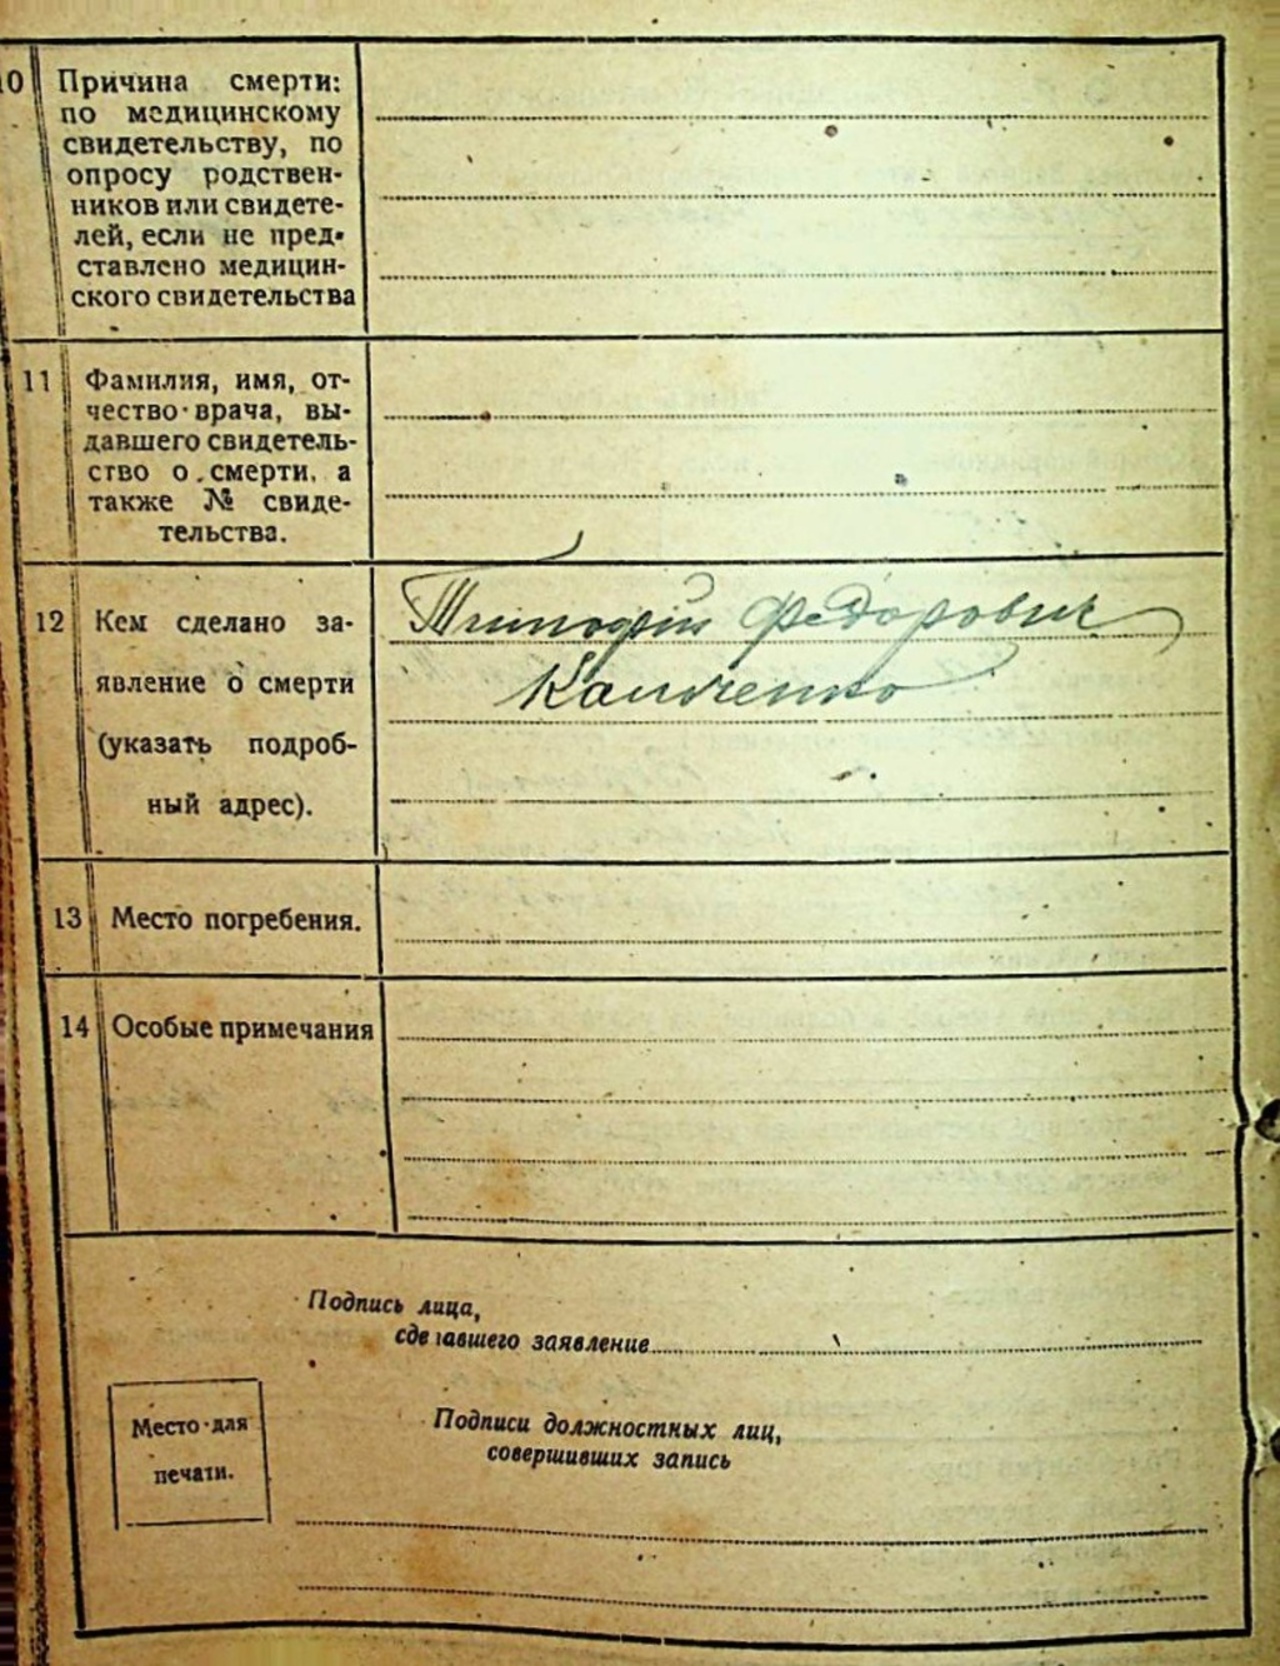 10 Причина смерти:
по медицинскому
свидетельству, по
опросу родствен-
ников или свидете-
лей, если не пред-
ставлено медицин-
ского свидетельства
11 Фамилия, имя, от-
чество врача, вы-
давшего свидетель-
ство о смерти, а
также № свиде-
тельства.
12 Кем сделано за-
явление о смерти
(указать подроб-
ный адрес).
Тимофій Федорович
13 Место погребения.
14 Особые примечания
Подпись лица,
сделавшего заявление
Место для
печати.
Подписи должностных лиц,
совершивших запись